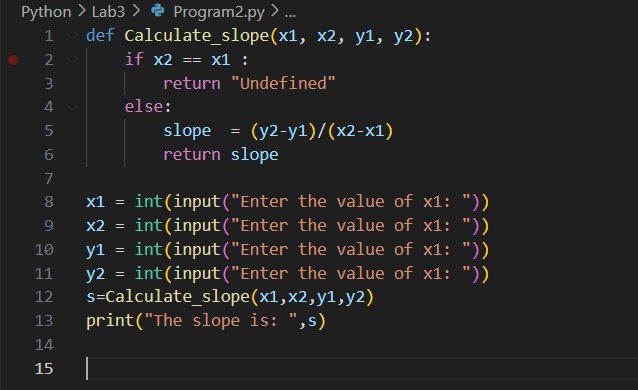 Python > Lab3 > Program2.py > ...
1 def Calculate_slope(x1, x2, y1, y2):
2     if x2 == x1 :
3         return "Undefined"
4     else:
5         slope  = (y2-y1)/(x2-x1)
6         return slope
7
8 x1 = int(input("Enter the value of x1: "))
9 x2 = int(input("Enter the value of x1: "))
10 y1 = int(input("Enter the value of x1: "))
11 y2 = int(input("Enter the value of x1: "))
12 s=Calculate_slope(x1,x2,y1,y2)
13 print("The slope is: ",s)
14
15